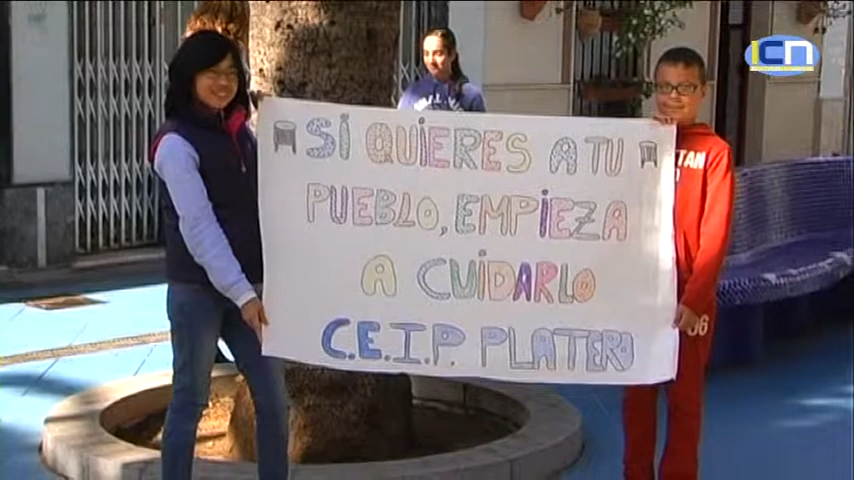 ICN
SI QUIERES A TU
PUEBLO, EMPIEZA
A CUIDARLO
C.E.I.P. PLATERO